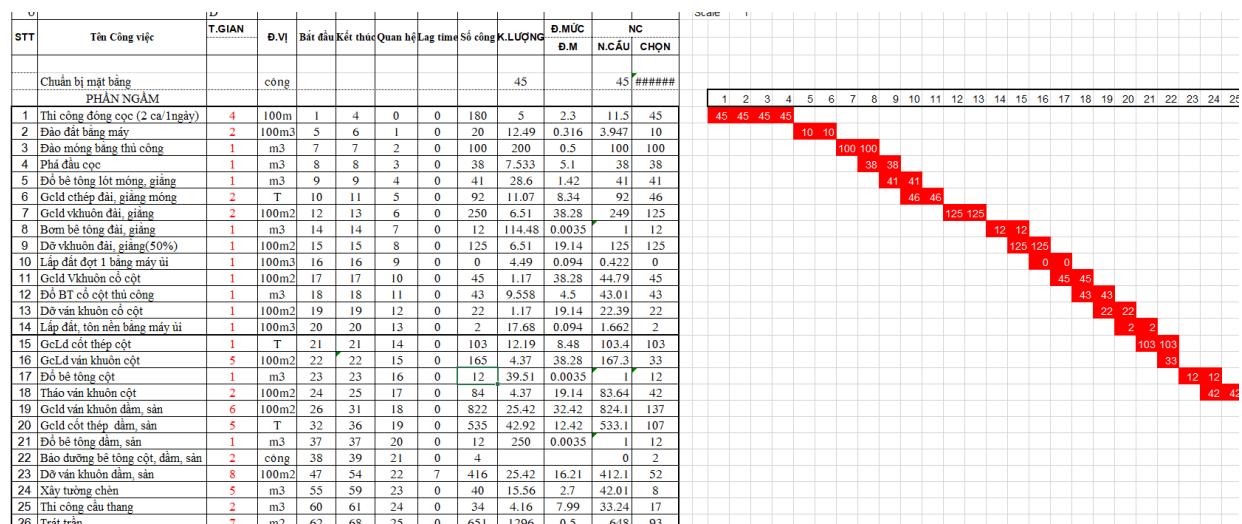 D Scale 1
STT Tên Công việc T.GIAN Đ.VỊ Bắt đầu Kết thúc Quan hệ Lag time Số công K.LƯỢNG Đ.MỨC NC
Đ.M N.CẦU CHỌN
Chuẩn bị mặt bằng công 45 45 ######
PHẦN NGẦM 1 2 3 4 5 6 7 8 9 10 11 12 13 14 15 16 17 18 19 20 21 22 23 24 25
1 Thi công đóng cọc (2 ca/1ngày) 4 100m 1 4 0 0 180 5 2.3 11.5 45 45 45 45 45
2 Đào đất bằng máy 2 100m3 5 6 1 0 20 12.49 0.316 3.947 10 10 10
3 Đào móng bằng thủ công 1 m3 7 7 2 0 100 200 0.5 100 100 100 100
4 Phá đầu cọc 1 m3 8 8 3 0 38 7.533 5.1 38 38 38 38
5 Đổ bê tông lót móng, giằng 1 m3 9 9 4 0 41 28.6 1.42 41 41 41 41
6 Gcld cthép đài, giằng móng 2 T 10 11 5 0 92 11.07 8.34 92 46 46 46
7 Gcld vkhuôn đài, giằng 2 100m2 12 13 6 0 250 6.51 38.28 249 125 125 125
8 Bơm bê tông đài, giằng 1 m3 14 14 7 0 12 114.48 0.0035 1 12 12 12
9 Dỡ vkhuôn đài, giằng(50%) 1 100m2 15 15 8 0 125 6.51 19.14 125 125 125 125
10 Lấp đất đợt 1 bằng máy ủi 1 100m3 16 16 9 0 0 4.49 0.094 0.422 0 0 0
11 Gcld Vkhuôn cổ cột 1 100m2 17 17 10 0 45 1.17 38.28 44.79 45 45 45
12 Đổ BT cổ cột thủ công 1 m3 18 18 11 0 43 9.558 4.5 43.01 43 43 43
13 Dỡ ván khuôn cổ cột 1 100m2 19 19 12 0 22 1.17 19.14 22.39 22 22 22
14 Lấp đất, tôn nền bằng máy ủi 1 100m3 20 20 13 0 2 17.68 0.094 1.662 2 2 2
15 GcLd cốt thép cột 1 T 21 21 14 0 103 12.19 8.48 103.4 103 103 103
16 GcLd ván khuôn cột 5 100m2 22 22 15 0 165 4.37 38.28 167.3 33 33
17 Đổ bê tông cột 1 m3 23 23 16 0 12 39.51 0.0035 1 12 12 12
18 Tháo ván khuôn cột 2 100m2 24 25 17 0 84 4.37 19.14 83.64 42 42 42
19 Gcld ván khuôn dầm, sàn 6 100m2 26 31 18 0 822 25.42 32.42 824.1 137
20 Gcld cốt thép dầm, sàn 5 T 32 36 19 0 535 42.92 12.42 533.1 107
21 Đổ bê tông dầm, sàn 1 m3 37 37 20 0 12 250 0.0035 1 12
22 Bảo dưỡng bê tông cột, dầm, sàn 2 công 38 39 21 0 4 0 2
23 Dỡ ván khuôn dầm, sàn 8 100m2 47 54 22 7 416 25.42 16.21 412.1 52
24 Xây tường chèn 5 m3 55 59 23 0 40 15.56 2.7 42.01 8
25 Thi công cầu thang 2 m3 60 61 24 0 34 4.16 7.99 33.24 17
26 Trát trần 7 m2 62 68 25 0 651 1296 0.5 648 93